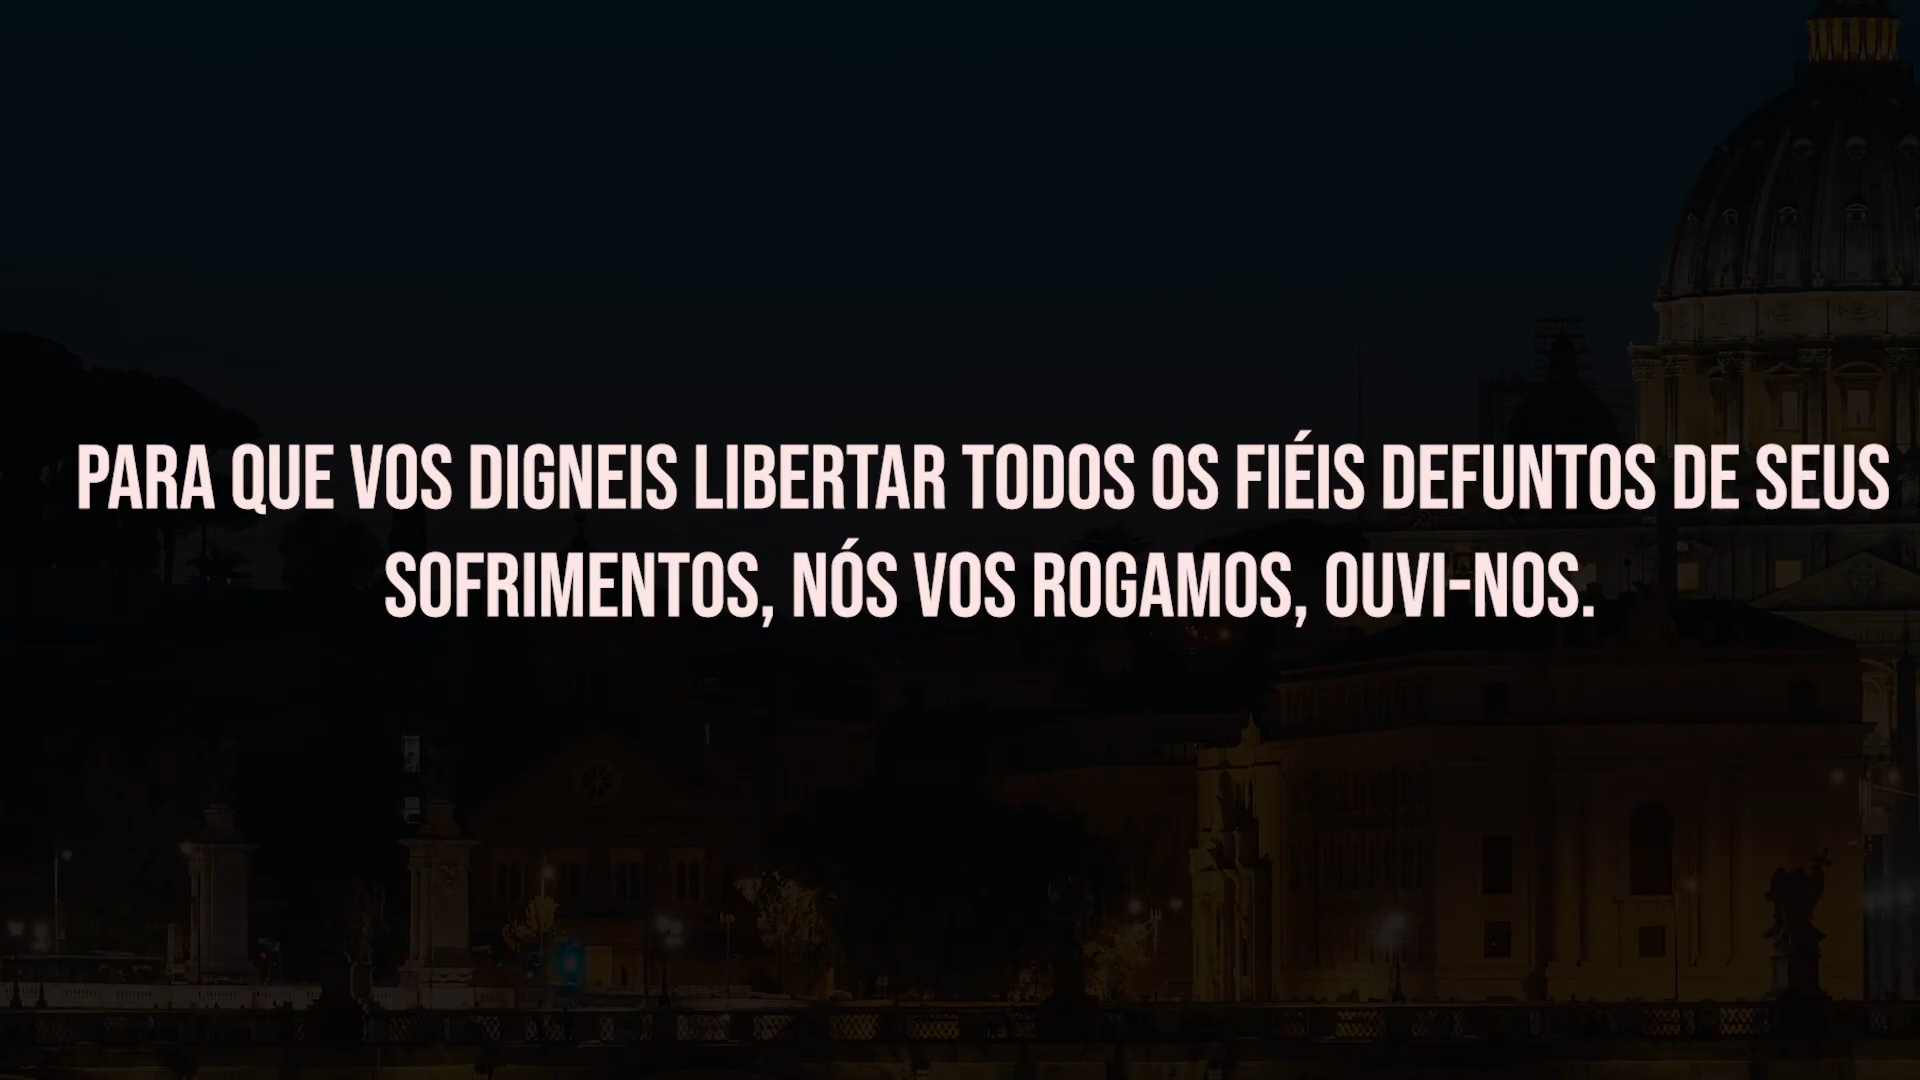 PARA QUE VOS DIGNEIS LIBERTAR TODOS OS FIÉIS DEFUNTOS DE SEUS
SOFRIMENTOS, NÓS VOS ROGAMOS, OUVI-NOS.